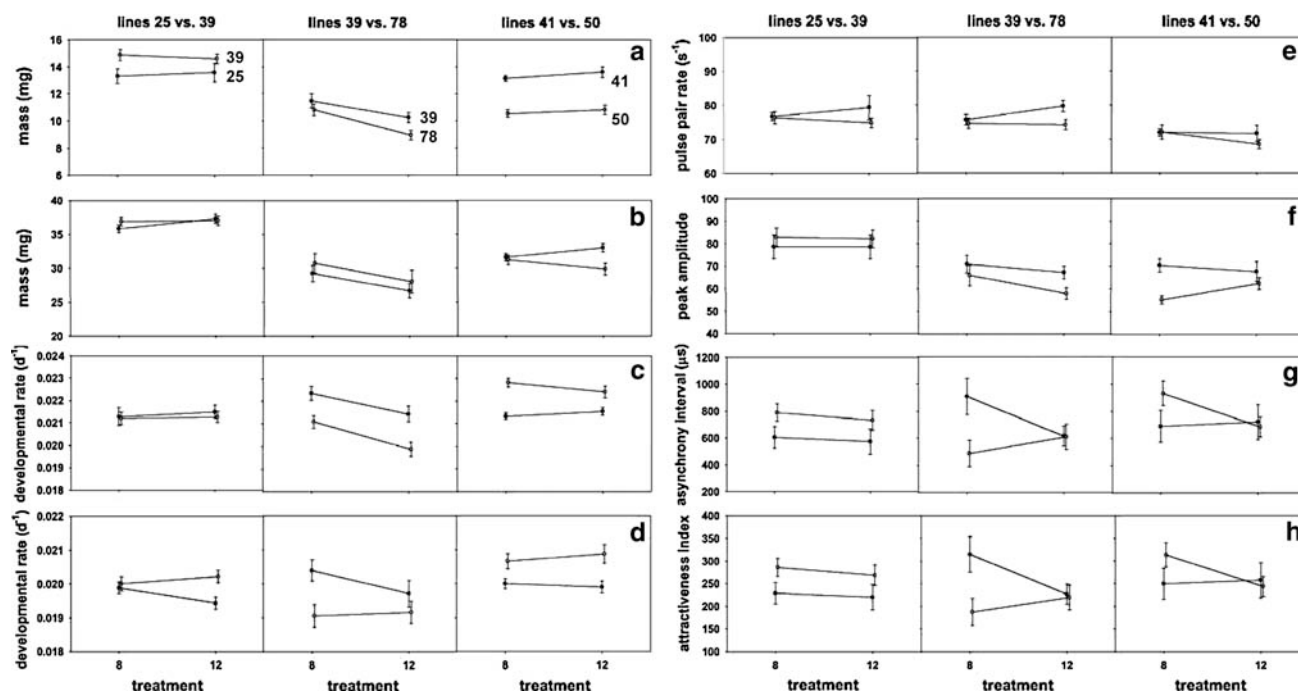 lines 25 vs. 39 lines 39 vs. 78 lines 41 vs. 50
mass (mg)
16
14
12
10
8
6
39
25
39
78
41
50
a
mass (mg)
40
35
30
25
20
b
developmental rate (d⁻¹)
0.024
0.023
0.022
0.021
0.020
0.019
0.018
c
developmental rate (d⁻¹)
0.022
0.021
0.020
0.019
0.018
d
8 12 8 12 8 12
treatment treatment treatment
lines 25 vs. 39 lines 39 vs. 78 lines 41 vs. 50
pulse pair rate (s⁻¹)
100
90
80
70
60
e
peak amplitude
100
90
80
70
60
50
40
f
asynchrony interval (µs)
1200
1000
800
600
400
200
g
attractiveness index
400
350
300
250
200
150
100
h
8 12 8 12 8 12
treatment treatment treatment